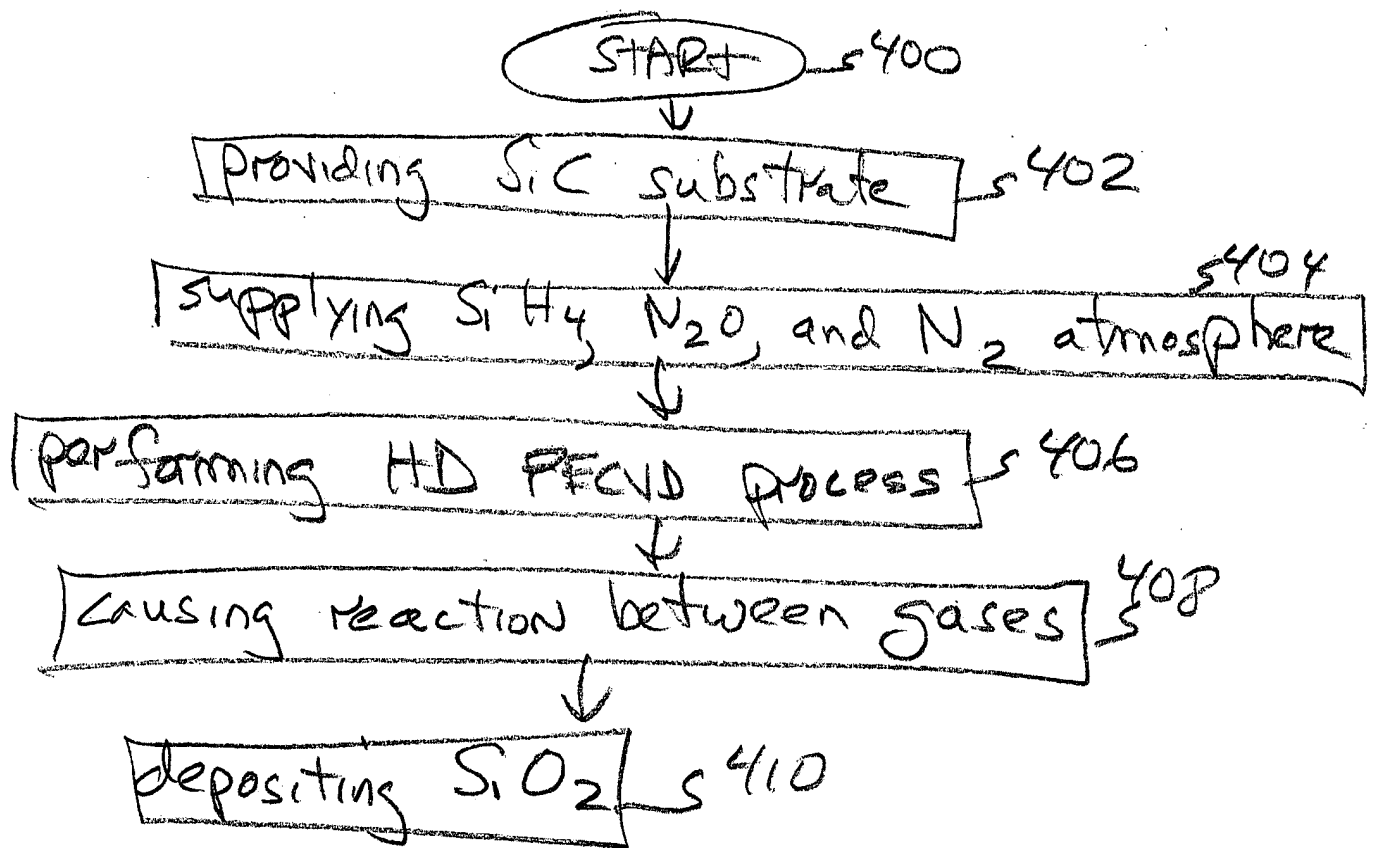 START 400
providing SiC substrate 402
404
supplying SiH4, N2O, and N2 atmosphere
performing HD PECVD process 406
causing reaction between gases 408
depositing SiO2 410